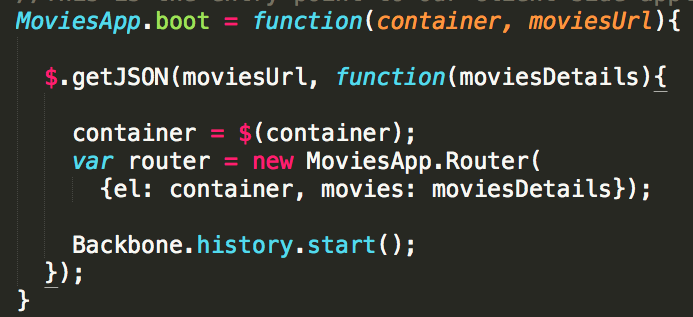 MoviesApp.boot = function(container, moviesUrl){
$.getJSON(moviesUrl, function(moviesDetails){
container = $(container);
var router = new MoviesApp.Router(
{el: container, movies: moviesDetails});
Backbone.history.start();
});
}